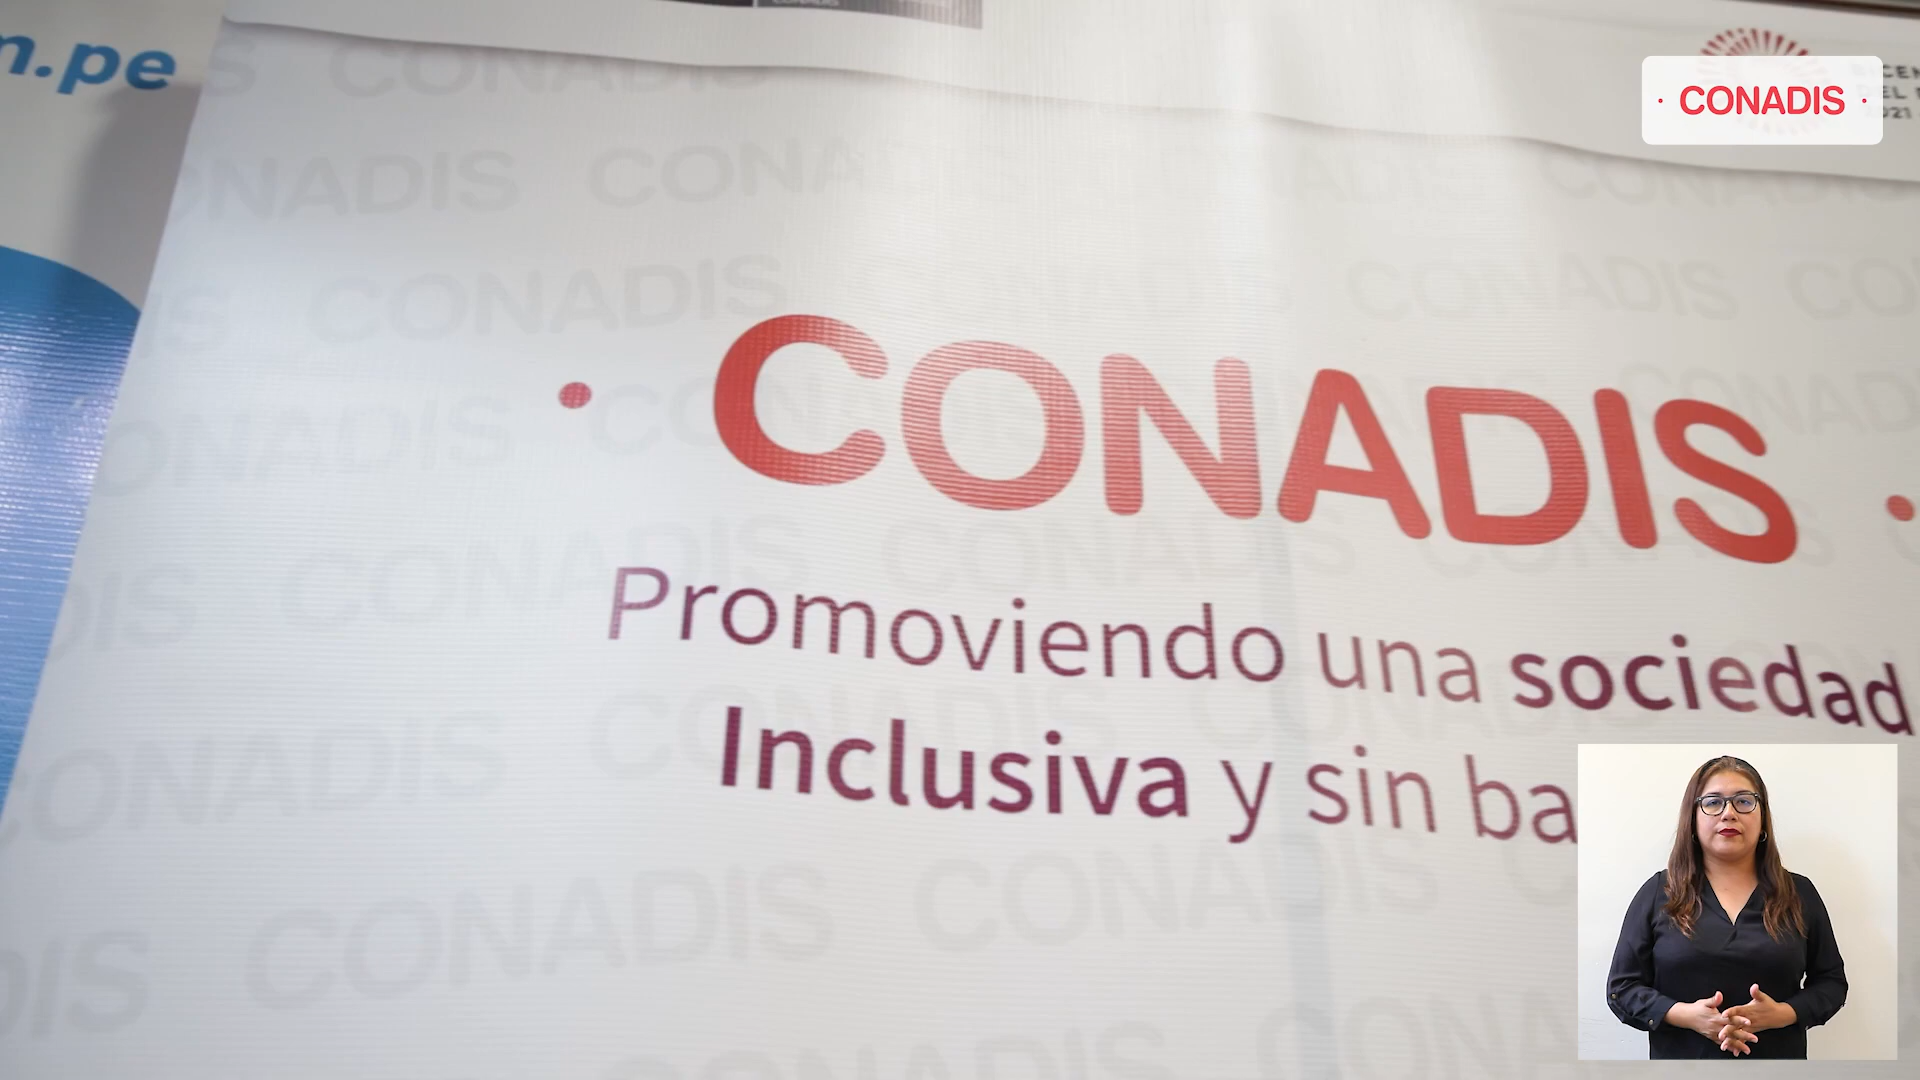 m.pe
CONADIS
CONADIS
Promoviendo una sociedad
Inclusiva y sin ba